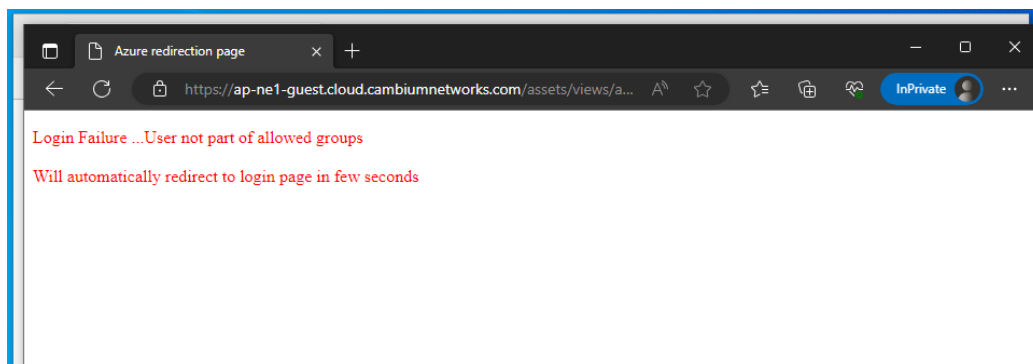 Azure redirection page
https://ap-ne1-guest.cloud.cambiumnetworks.com/assets/views/a...
InPrivate
Login Failure ...User not part of allowed groups
Will automatically redirect to login page in few seconds